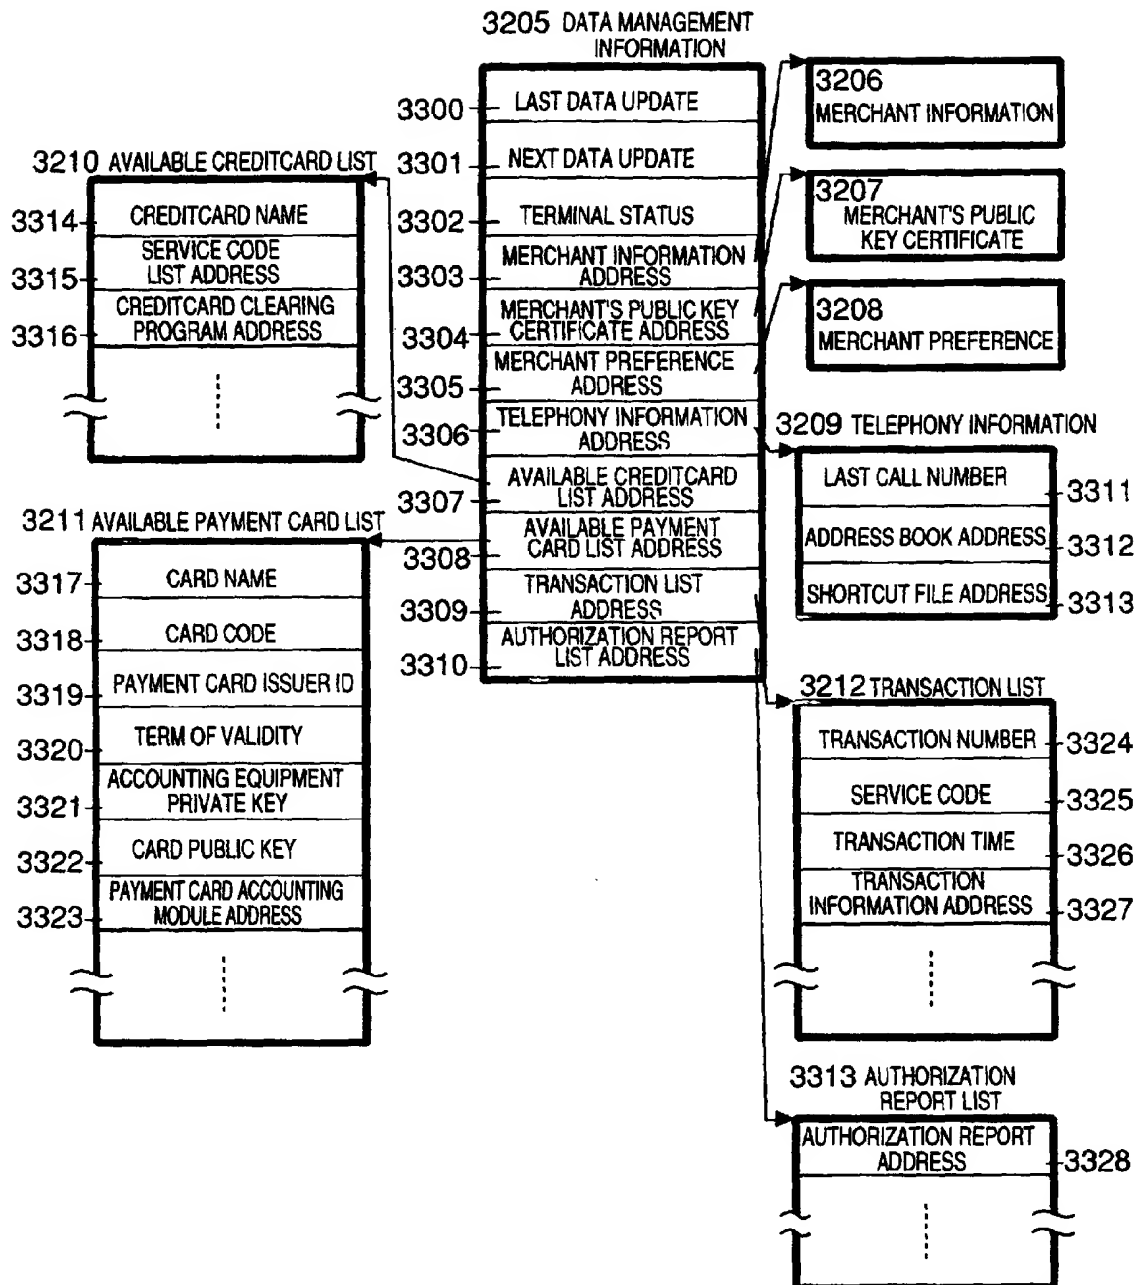 3205 DATA MANAGEMENT
INFORMATION
3300 LAST DATA UPDATE
3301 NEXT DATA UPDATE
3302 TERMINAL STATUS
3303 MERCHANT INFORMATION
ADDRESS
3304 MERCHANT'S PUBLIC KEY
CERTIFICATE ADDRESS
3305 MERCHANT PREFERENCE
ADDRESS
3306 TELEPHONY INFORMATION
ADDRESS
3307 AVAILABLE CREDITCARD
LIST ADDRESS
3308 AVAILABLE PAYMENT
CARD LIST ADDRESS
3309 TRANSACTION LIST
ADDRESS
3310 AUTHORIZATION REPORT
LIST ADDRESS
3210 AVAILABLE CREDITCARD LIST
3314 CREDITCARD NAME
3315 SERVICE CODE
LIST ADDRESS
3316 CREDITCARD CLEARING
PROGRAM ADDRESS
3211 AVAILABLE PAYMENT CARD LIST
3317 CARD NAME
3318 CARD CODE
3319 PAYMENT CARD ISSUER ID
3320 TERM OF VALIDITY
3321 ACCOUNTING EQUIPMENT
PRIVATE KEY
3322 CARD PUBLIC KEY
3323 PAYMENT CARD ACCOUNTING
MODULE ADDRESS
3206
MERCHANT INFORMATION
3207
MERCHANT'S PUBLIC
KEY CERTIFICATE
3208
MERCHANT PREFERENCE
3209 TELEPHONY INFORMATION
LAST CALL NUMBER 3311
ADDRESS BOOK ADDRESS 3312
SHORTCUT FILE ADDRESS 3313
3212 TRANSACTION LIST
TRANSACTION NUMBER 3324
SERVICE CODE 3325
TRANSACTION TIME 3326
TRANSACTION
INFORMATION ADDRESS 3327
3313 AUTHORIZATION
REPORT LIST
AUTHORIZATION REPORT
ADDRESS 3328